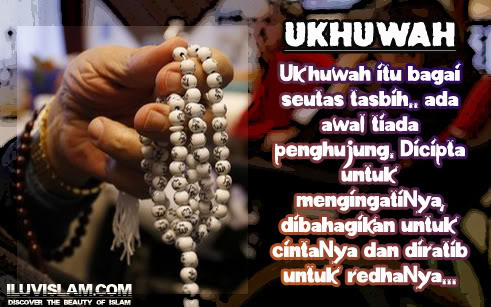 UKHUWAH
Ukhuwah itu bagai
seutas tasbih,, ada
awal tiada
penghujung. Dicipta
untuk
mengingatiNya,
dibahagikan untuk
cintaNya dan diratib
untuk redhaNya...
ILUVISLAM.COM
DISCOVER THE BEAUTY OF ISLAM